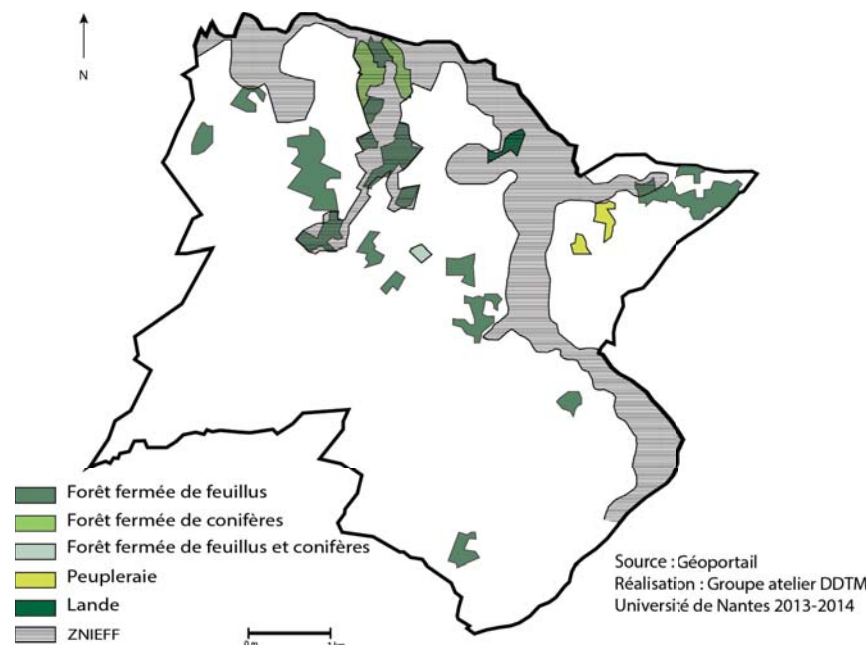 N
Forêt fermée de feuillus
Forêt fermée de conifères
Forêt fermée de feuillus et conifères
Peupleraie
Lande
ZNIEFF
0 m
Source : Géoportail
Réalisation : Groupe atelier DDTM
Université de Nantes 2013-2014